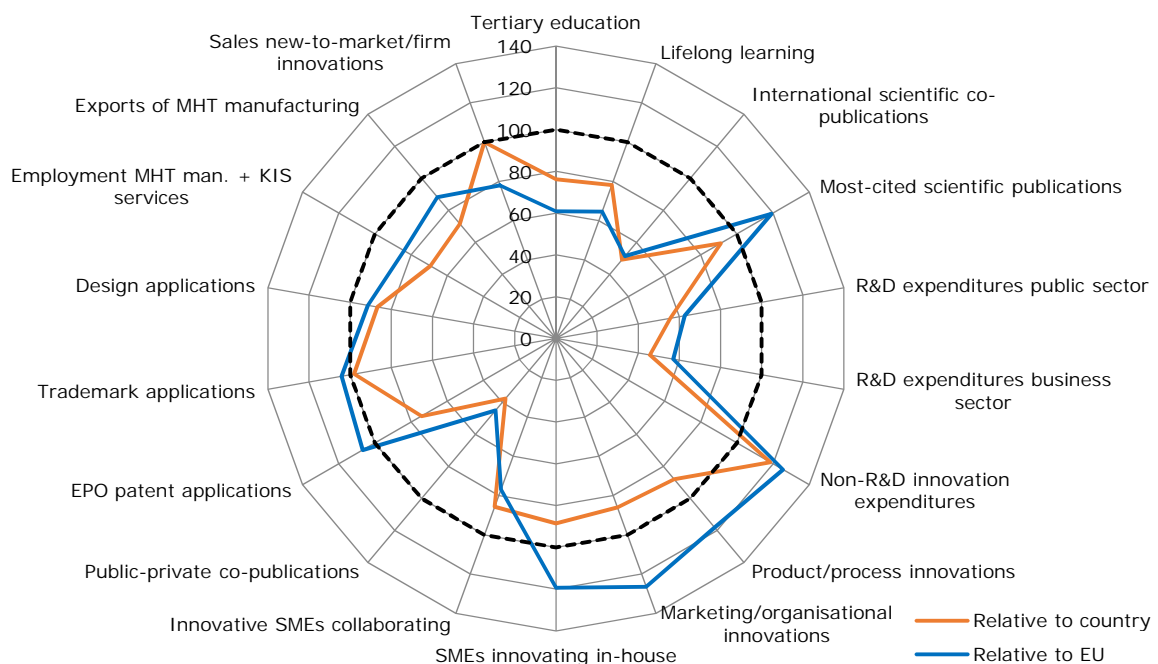 Tertiary education
Lifelong learning
International scientific co-
publications
Most-cited scientific publications
R&D expenditures public sector
R&D expenditures business
sector
Non-R&D innovation
expenditures
Product/process innovations
Marketing/organisational
innovations
SMEs innovating in-house
Innovative SMEs collaborating
Public-private co-publications
EPO patent applications
Trademark applications
Design applications
Employment MHT man. + KIS
services
Exports of MHT manufacturing
Sales new-to-market/firm
innovations
140
120
100
80
60
40
20
0
Relative to country
Relative to EU